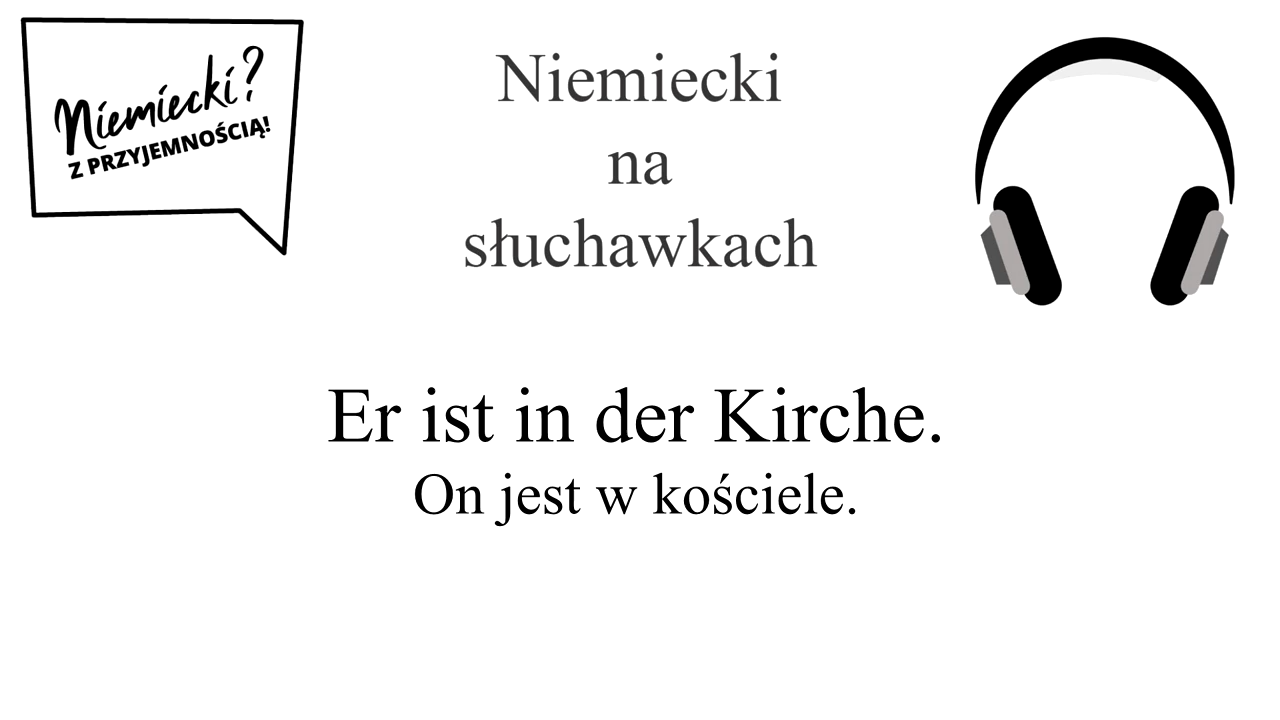 Niemiecki?
Z PRZYJEMNOŚCIĄ!
Niemiecki
na
słuchawkach
Er ist in der Kirche.
On jest w kościele.